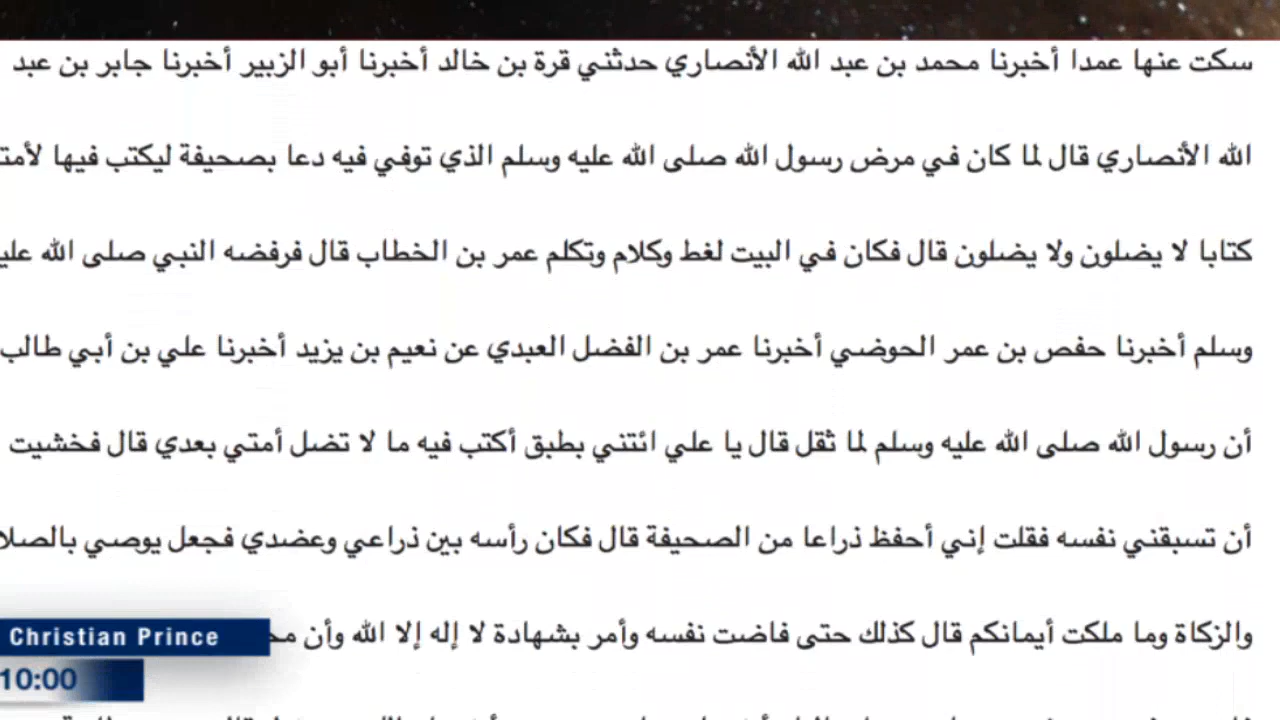 سكت عنها عمدا أخبرنا محمد بن عبد الله الأنصاري حدثني قرة بن خالد أخبرنا أبو الزبير أخبرنا جابر بن عبد
الله الأنصاري قال لما كان في مرض رسول الله صلى الله عليه وسلم الذي توفي فيه دعا بصحيفة ليكتب فيها لأمت
كتابا لا يضلون ولا يضلون قال فكان في البيت لغط وكلام وتكلم عمر بن الخطاب قال فرفضه النبي صلى الله علي
وسلم أخبرنا حفص بن عمر الحوضي أخبرنا عمر بن الفضل العبدي عن نعيم بن يزيد أخبرنا علي بن أبي طالب
أن رسول الله صلى الله عليه وسلم لما ثقل قال يا علي ائتني بطبق أكتب فيه ما لا تضل أمتي بعدي قال فخشيت
أن تسبقني نفسه فقلت إني أحفظ ذراعا من الصحيفة قال فكان رأسه بين ذراعي وعضدي فجعل يوصي بالصلا
والزكاة وما ملكت أيمانكم قال كذلك حتى فاضت نفسه وأمر بشهادة لا إله إلا الله وأن مح
Christian Prince
10:00